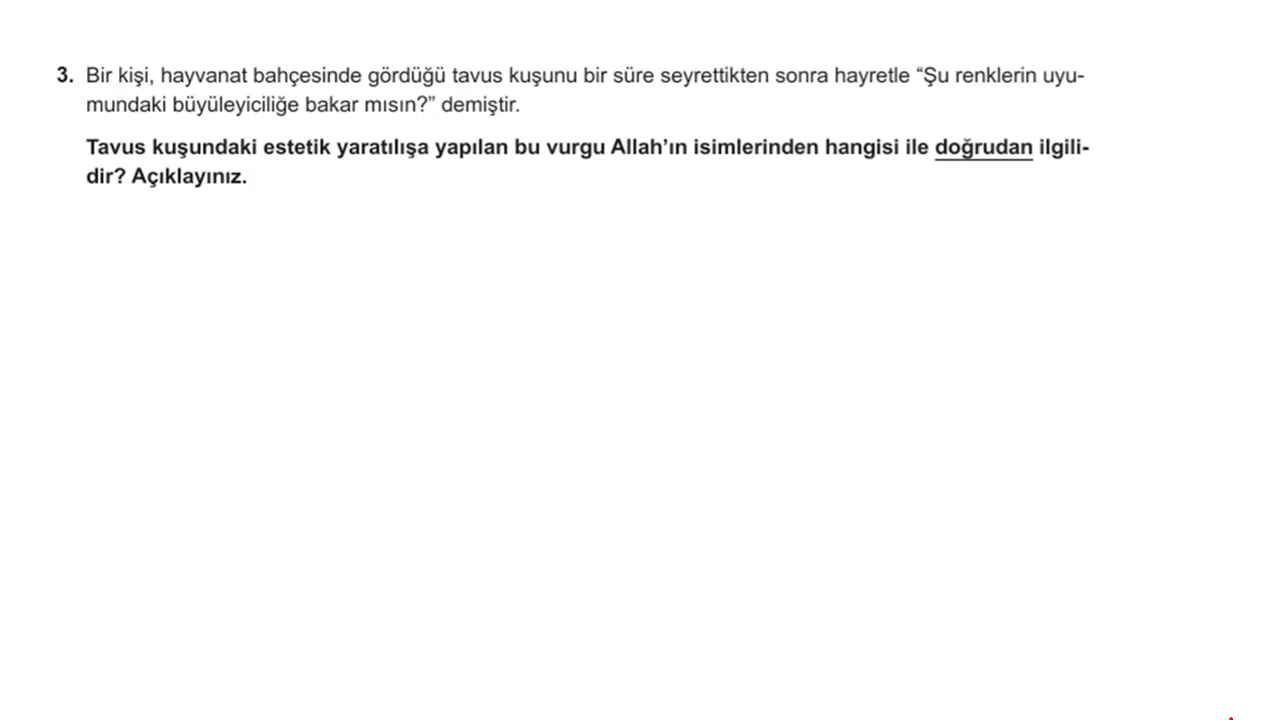 3. Bir kişi, hayvanat bahçesinde gördüğü tavus kuşunu bir süre seyrettikten sonra hayretle “Şu renklerin uyu-
mundaki büyüleyiciliğe bakar mısın?” demiştir.
Tavus kuşundaki estetik yaratılışa yapılan bu vurgu Allah’ın isimlerinden hangisi ile doğrudan ilgili-
dir? Açıklayınız.